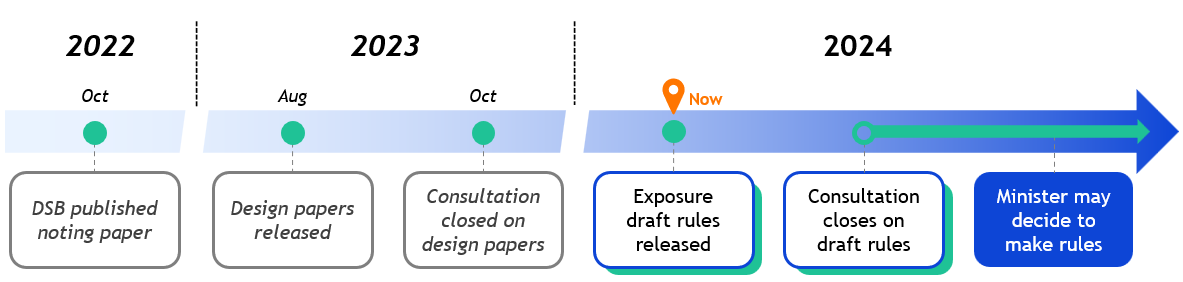 2022
2023
2024
Oct
Aug
Oct
Now
DSB published
noting paper
Design papers
released
Consultation
closed on
design papers
Exposure
draft rules
released
Consultation
closes on
draft rules
Minister may
decide to
make rules